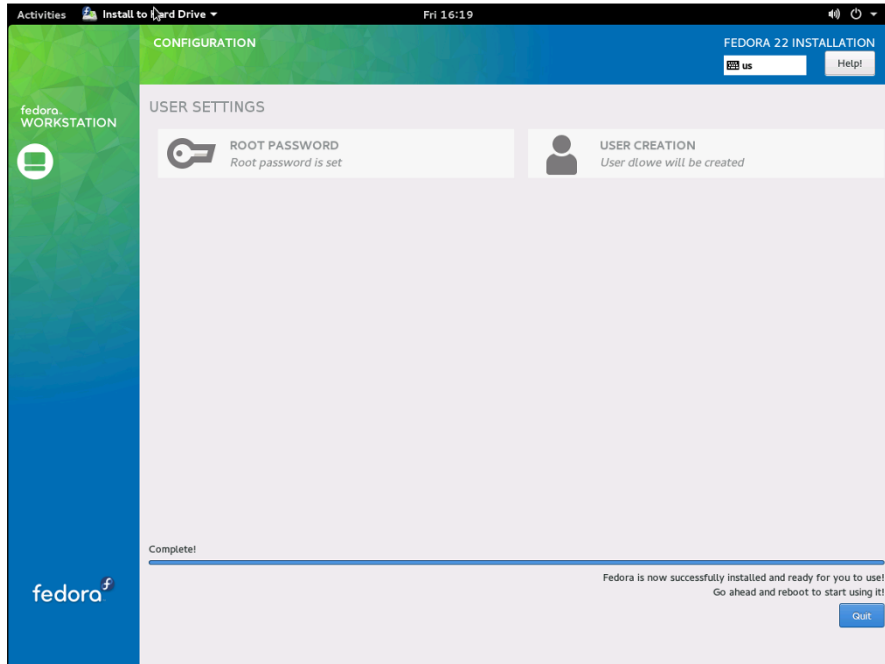 Activities Install to Hard Drive Fri 16:19
CONFIGURATION
FEDORA 22 INSTALLATION
us
Help!
fedora
WORKSTATION
USER SETTINGS
ROOT PASSWORD
Root password is set
USER CREATION
User dlowe will be created
Complete!
Fedora is now successfully installed and ready for you to use!
Go ahead and reboot to start using it!
Quit
fedora